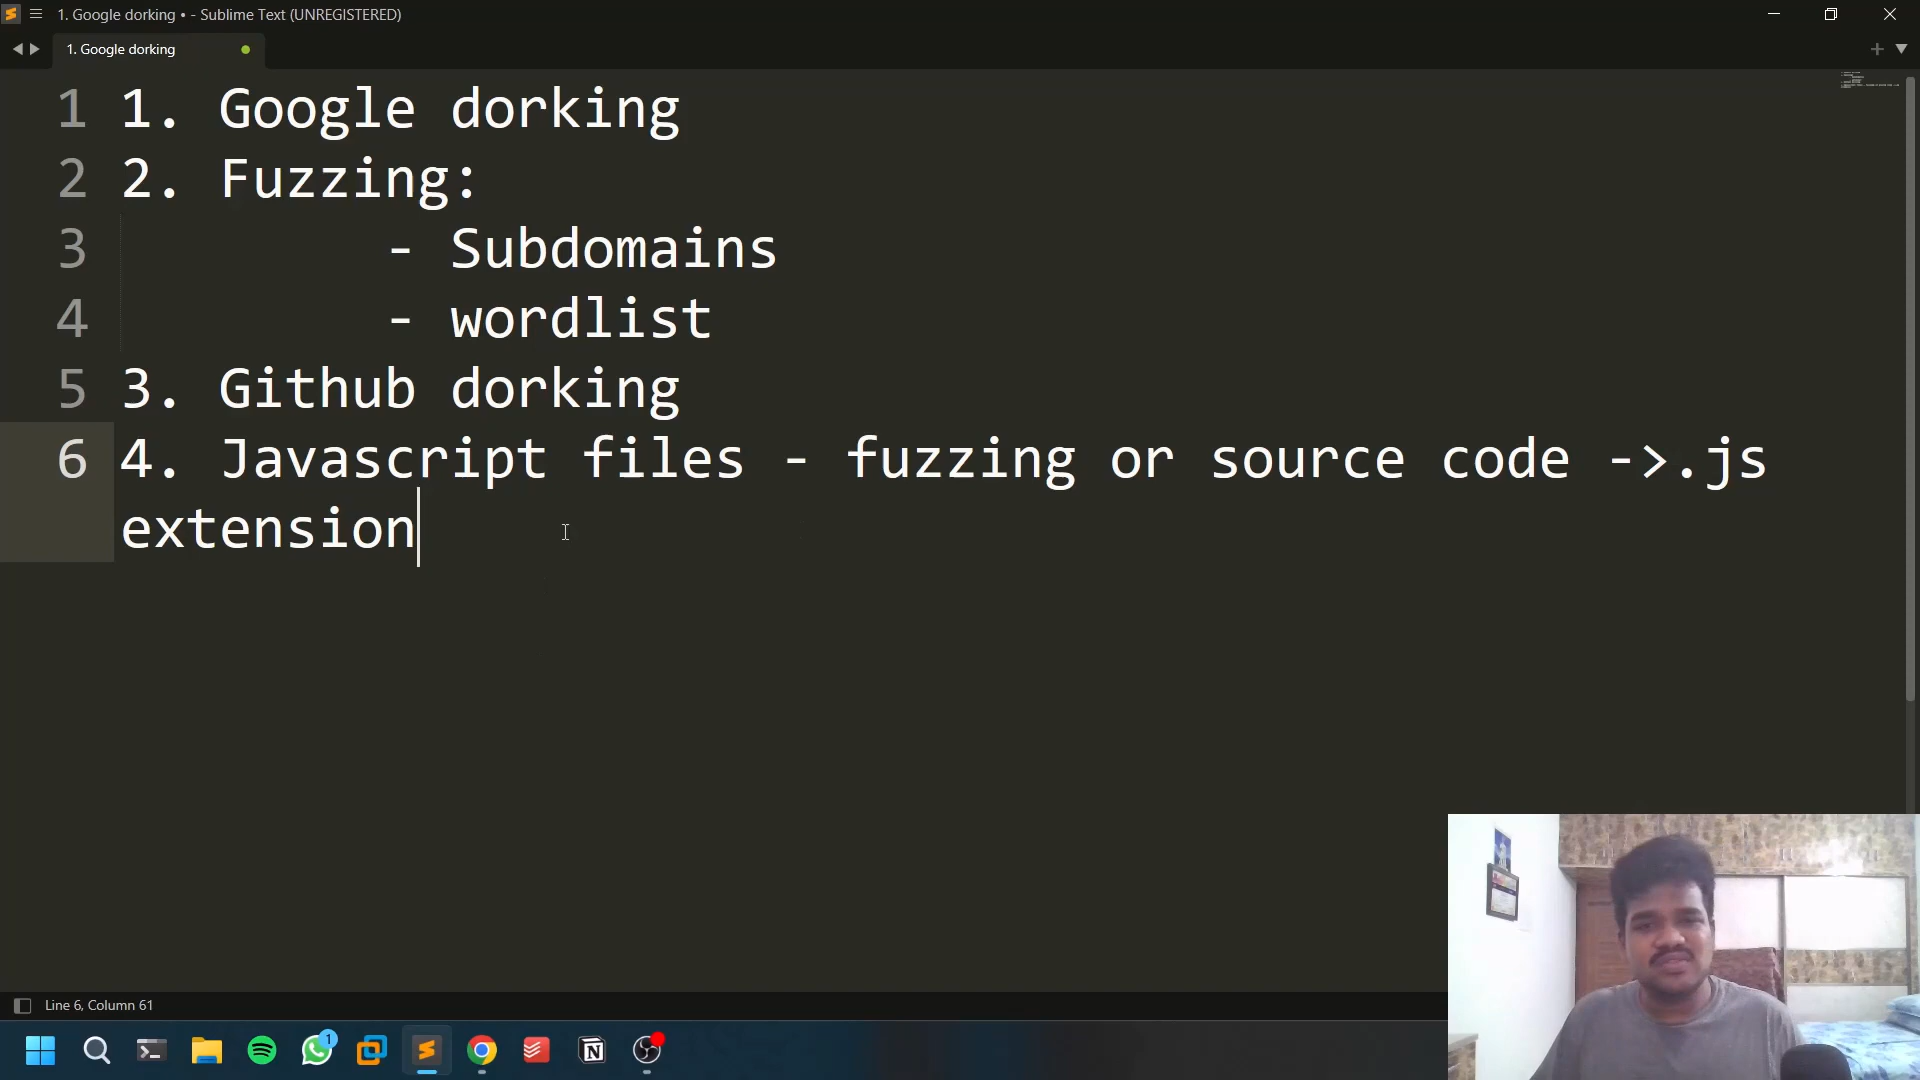 1. Google dorking • - Sublime Text (UNREGISTERED)
1. Google dorking
1 1. Google dorking
2 2. Fuzzing:
3 - Subdomains
4 - wordlist
5 3. Github dorking
6 4. Javascript files - fuzzing or source code ->.js
extension
Line 6, Column 61
1